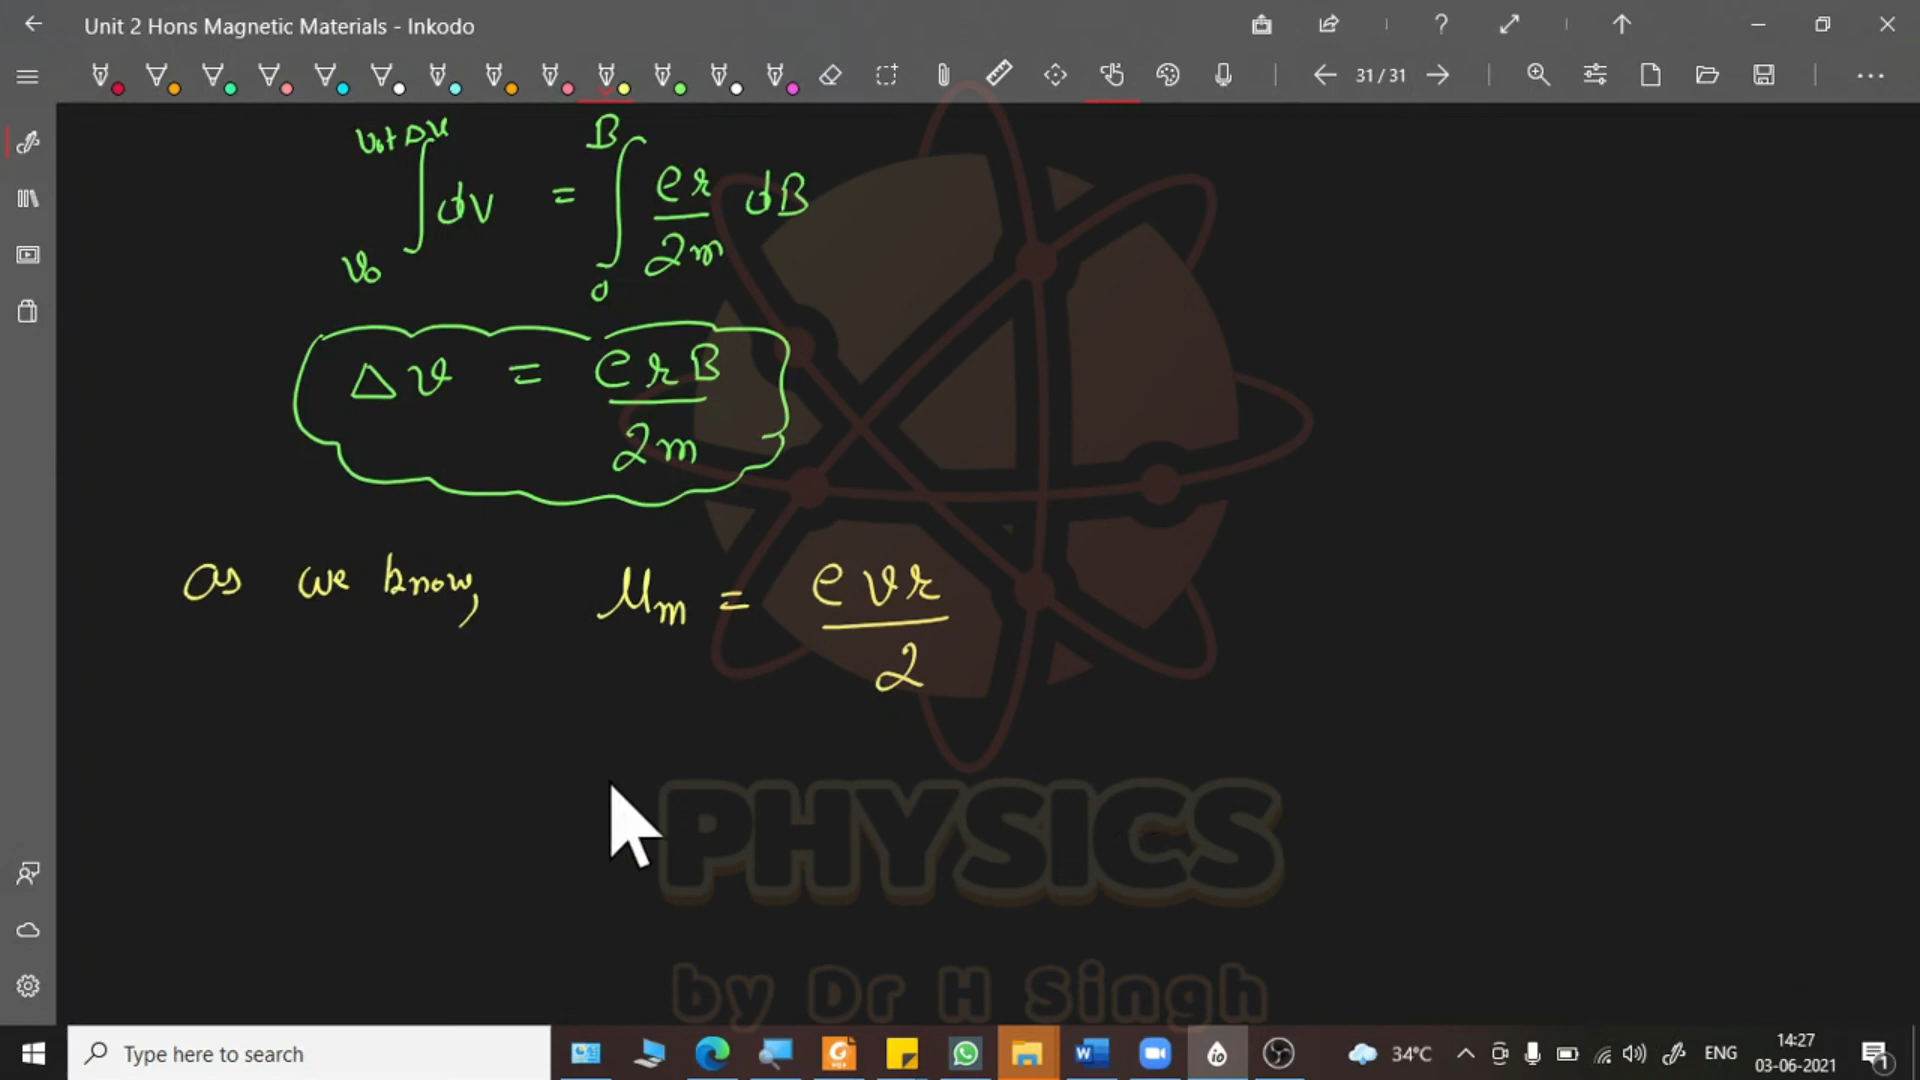 Unit 2 Hons Magnetic Materials - Inkodo
31 / 31
∫_{v₀}^{v₀+Δv} dv = ∫_{0}^{B} er/2m dB
Δv = erB/2m
as we know, μ_m = evr/2
PHYSICS
by Dr H Singh
Type here to search
34°C
ENG
14:27
03-06-2021
1